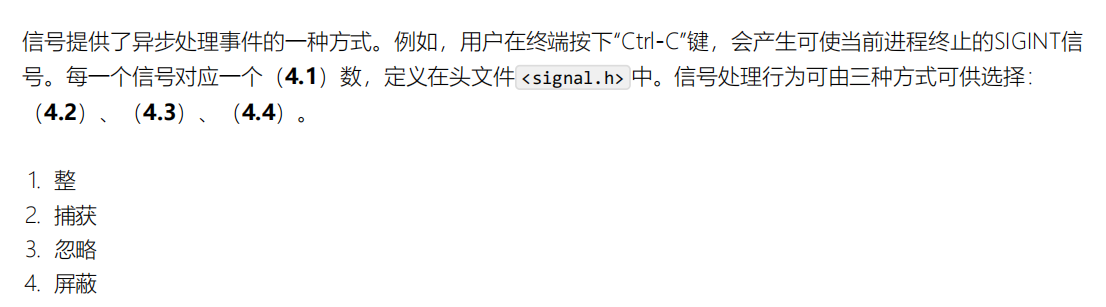 信号提供了异步处理事件的一种方式。例如，用户在终端按下“Ctrl-C”键，会产生可使当前进程终止的SIGINT信
号。每一个信号对应一个（4.1）数，定义在头文件<signal.h>中。信号处理行为可由三种方式可供选择：
（4.2）、（4.3）、（4.4）。
1. 整
2. 捕获
3. 忽略
4. 屏蔽